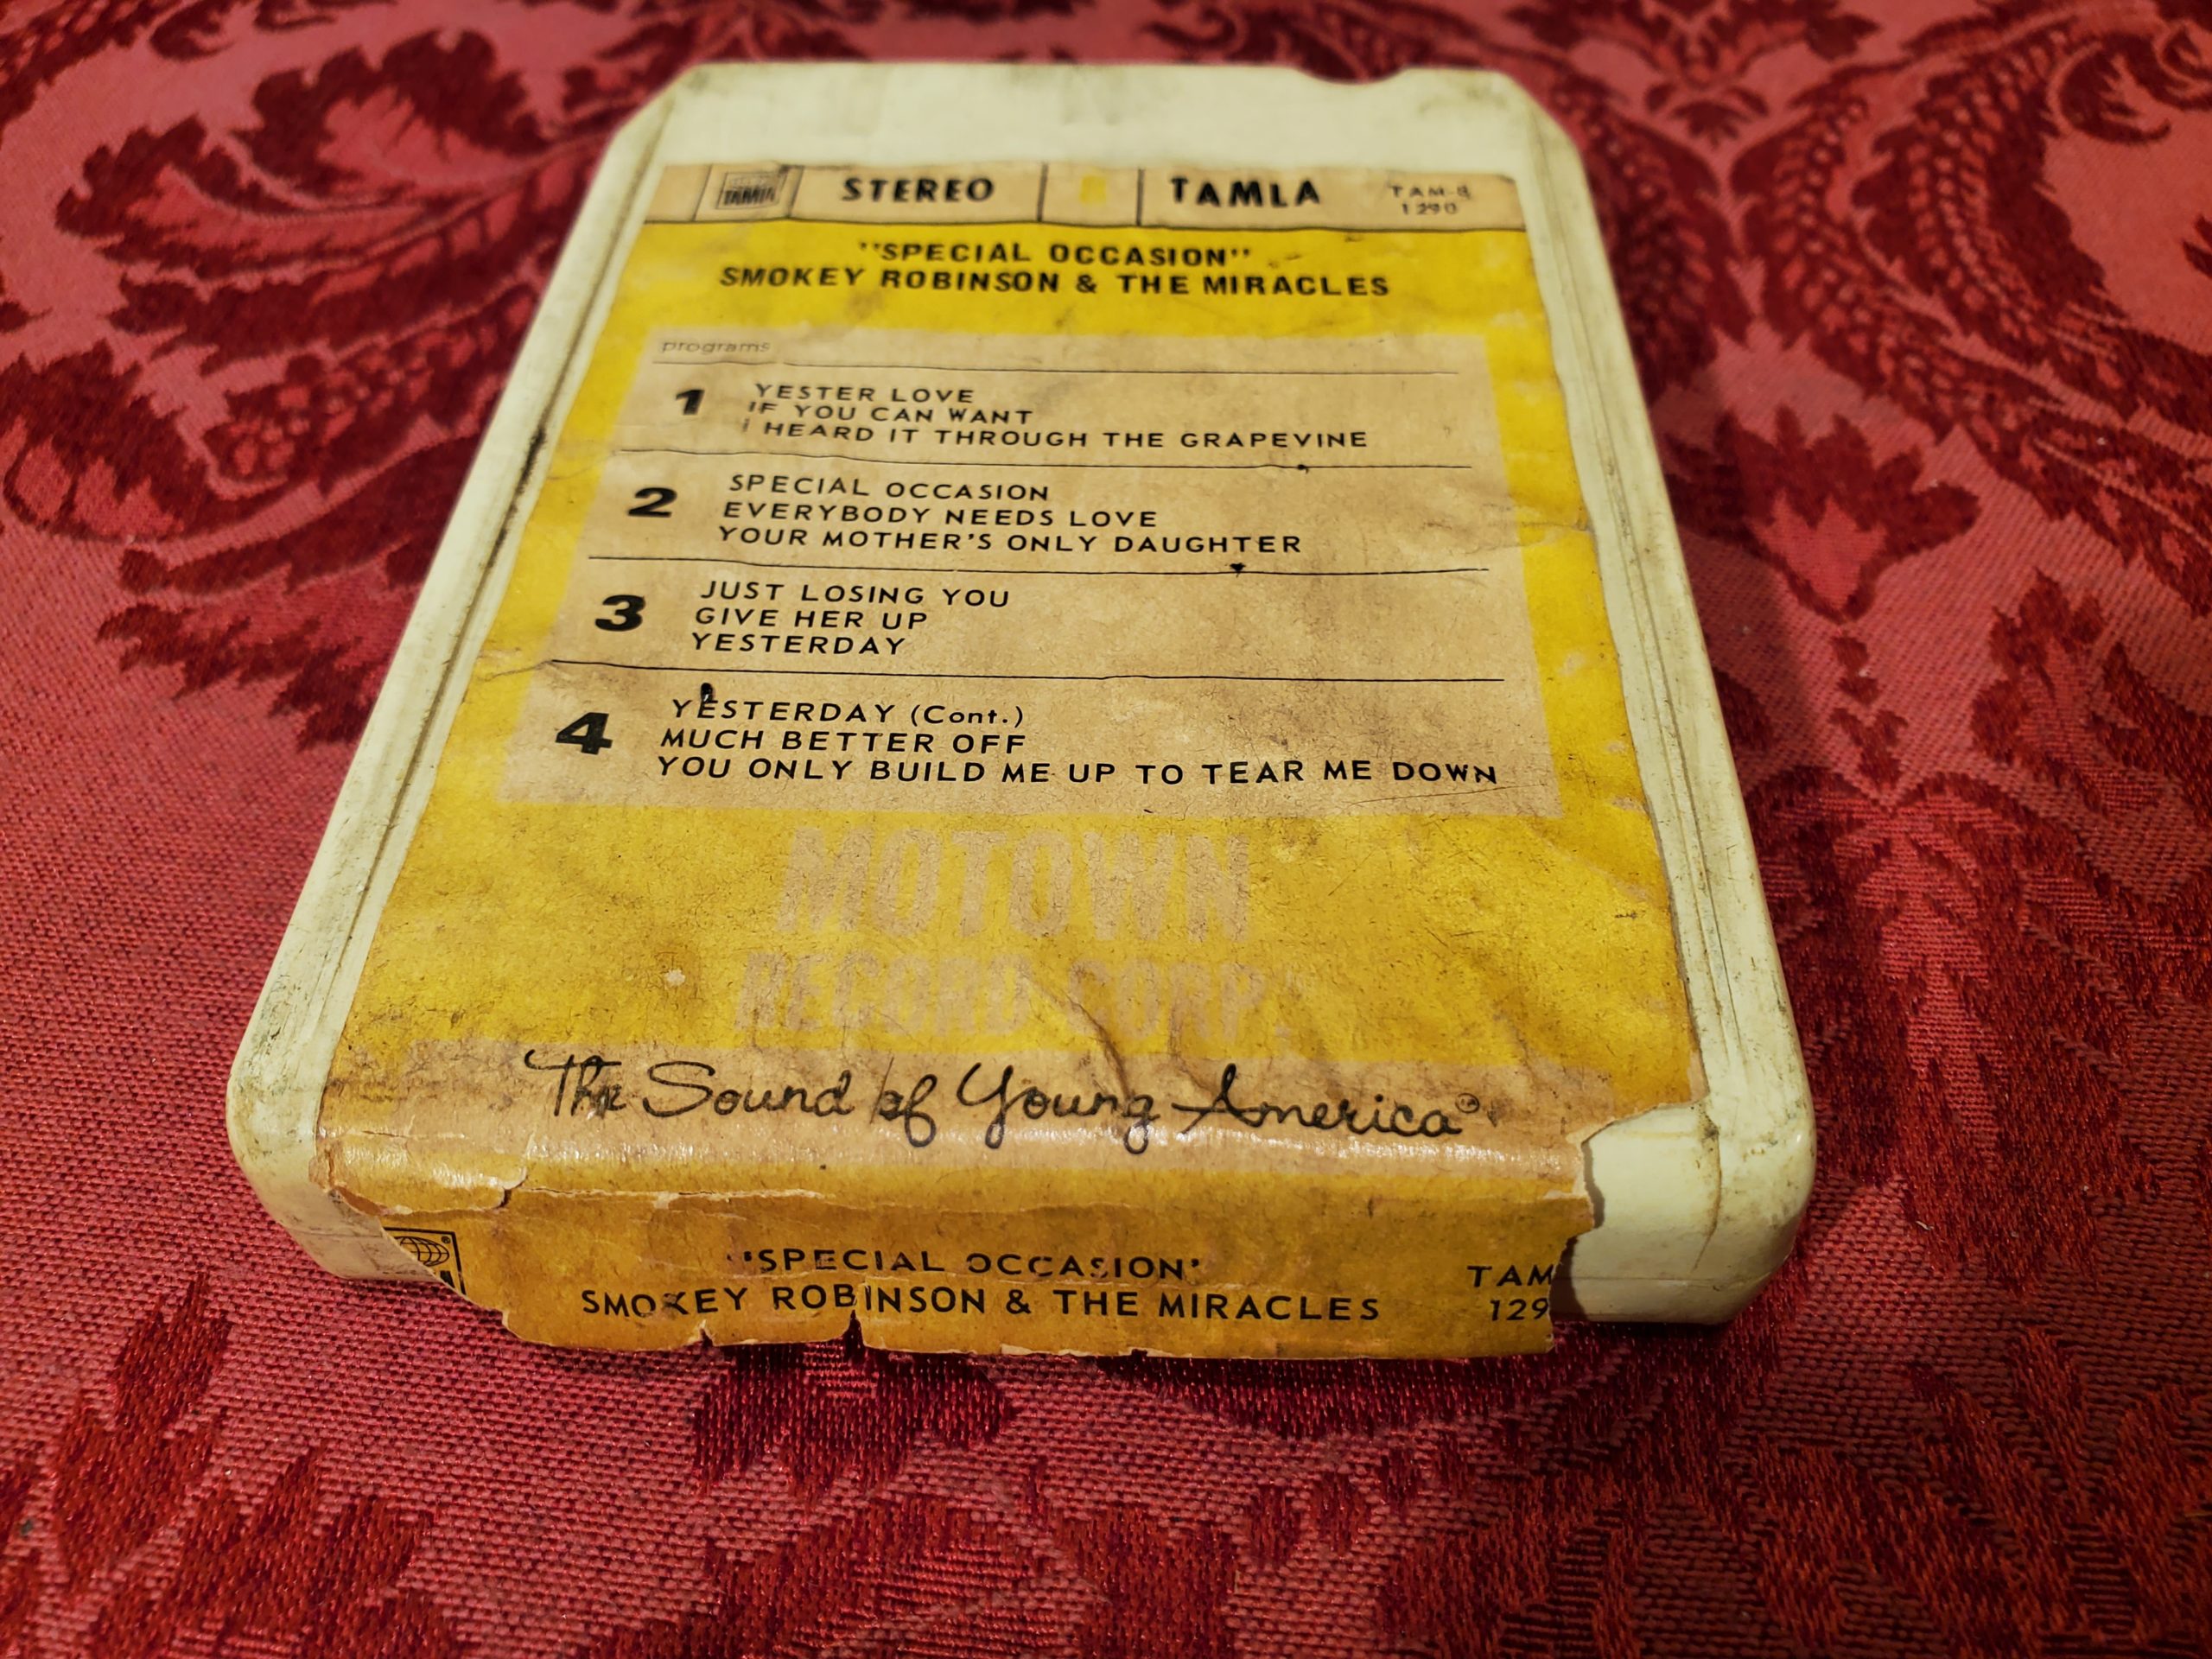 TAMLA STEREO 8 TAMLA TAM-8
1290
"SPECIAL OCCASION"
SMOKEY ROBINSON & THE MIRACLES
programs
1 YESTER LOVE
IF YOU CAN WANT
I HEARD IT THROUGH THE GRAPEVINE
2 SPECIAL OCCASION
EVERYBODY NEEDS LOVE
YOUR MOTHER'S ONLY DAUGHTER
3 JUST LOSING YOU
GIVE HER UP
YESTERDAY
4 YESTERDAY (Cont.)
MUCH BETTER OFF
YOU ONLY BUILD ME UP TO TEAR ME DOWN
MOTOWN
RECORD CORP.
The Sound of Young America®
"SPECIAL OCCASION"
SMOKEY ROBINSON & THE MIRACLES
TAM
129